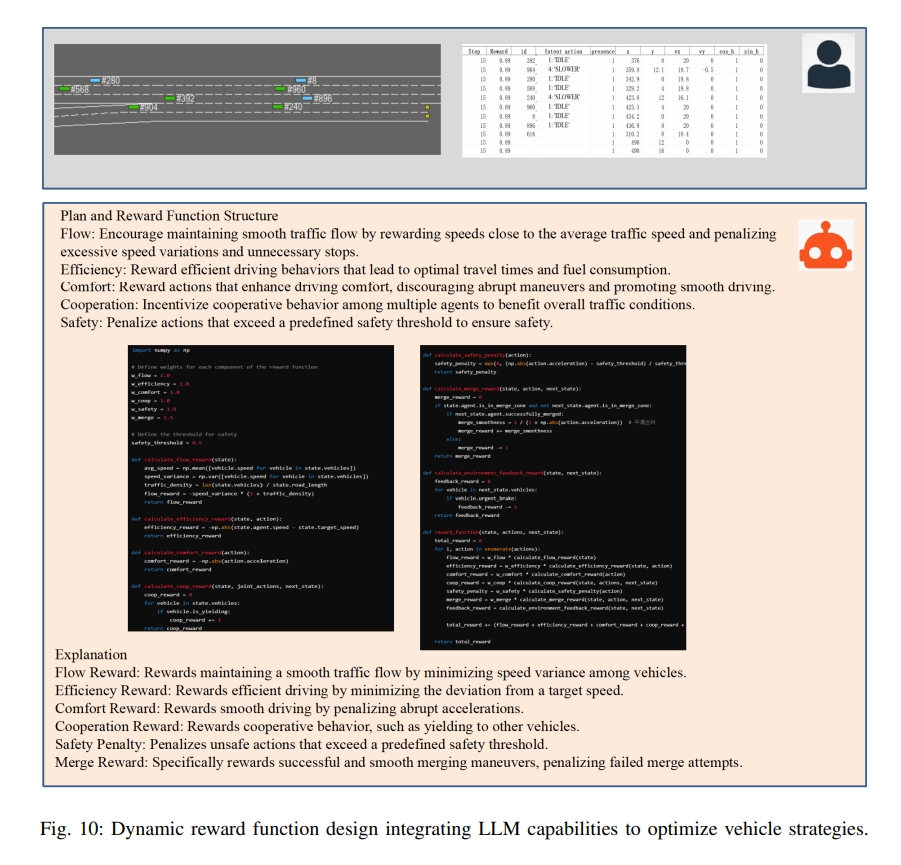 #280
#8
#568
#960
#392
#896
#904
#240
Step Reward id Intent action presence x y vx vy cos_h sin_h
15 0.89 392 1:'IDLE' 1 376 8 20 0 1 0
15 0.89 904 4:'SLOWER' 1 359.8 12.1 19.7 -0.5 1 0
15 0.89 280 1:'IDLE' 1 342.9 0 19.8 0 1 0
15 0.89 568 1:'IDLE' 1 329.2 4 19.8 0 1 0
15 0.89 240 4:'SLOWER' 1 423.8 12 16.1 0 1 0
15 0.89 960 1:'IDLE' 1 425.3 4 20 0 1 0
15 0.89 8 1:'IDLE' 1 434.2 0 20 0 1 0
15 0.89 896 1:'IDLE' 1 436.9 8 20 0 1 0
15 0.89 616 1 310.2 8 18.4 0 1 0
15 0.89 1 490 12 0 0 1 0
15 0.89 1 490 16 0 0 1 0
Plan and Reward Function Structure
Flow: Encourage maintaining smooth traffic flow by rewarding speeds close to the average traffic speed and penalizing
excessive speed variations and unnecessary stops.
Efficiency: Reward efficient driving behaviors that lead to optimal travel times and fuel consumption.
Comfort: Reward actions that enhance driving comfort, discouraging abrupt maneuvers and promoting smooth driving.
Cooperation: Incentivize cooperative behavior among multiple agents to benefit overall traffic conditions.
Safety: Penalize actions that exceed a predefined safety threshold to ensure safety.
import numpy as np
# Define weights for each component of the reward function
w_flow = 1.0
w_efficiency = 1.0
w_comfort = 1.0
w_coop = 1.0
w_safety = 1.0
w_merge = 1.5
# Define the threshold for safety
safety_threshold = 0.5
def calculate_flow_reward(state):
avg_speed = np.mean([vehicle.speed for vehicle in state.vehicles])
speed_variance = np.var([vehicle.speed for vehicle in state.vehicles])
traffic_density = len(state.vehicles) / state.road_length
flow_reward = -speed_variance * (1 + traffic_density)
return flow_reward
def calculate_efficiency_reward(state, action):
efficiency_reward = -np.abs(state.agent.speed - state.target_speed)
return efficiency_reward
def calculate_comfort_reward(action):
comfort_reward = -np.abs(action.acceleration)
return comfort_reward
def calculate_coop_reward(state, joint_actions, next_state):
coop_reward = 0
for vehicle in state.vehicles:
if vehicle.is_yielding:
coop_reward += 1
return coop_reward
def calculate_safety_penalty(action):
safety_penalty = max(0, (np.abs(action.acceleration) - safety_threshold) / safety_thre
return safety_penalty
def calculate_merge_reward(state, action, next_state):
merge_reward = 0
if state.agent.is_in_merge_zone and not next_state.agent.is_in_merge_zone:
if next_state.agent.successfully_merged:
merge_smoothness = 1 / (1 + np.abs(action.acceleration)) #
merge_reward += merge_smoothness
else:
merge_reward -= 1
return merge_reward
def calculate_environment_feedback_reward(state, next_state):
feedback_reward = 0
for vehicle in next_state.vehicles:
if vehicle.urgent_brake:
feedback_reward -= 1
return feedback_reward
def reward_function(state, actions, next_state):
total_reward = 0
for i, action in enumerate(actions):
flow_reward = w_flow * calculate_flow_reward(state)
efficiency_reward = w_efficiency * calculate_efficiency_reward(state, action)
comfort_reward = w_comfort * calculate_comfort_reward(action)
coop_reward = w_coop * calculate_coop_reward(state, actions, next_state)
safety_penalty = w_safety * calculate_safety_penalty(action)
merge_reward = w_merge * calculate_merge_reward(state, action, next_state)
feedback_reward = calculate_environment_feedback_reward(state, next_state)
total_reward += (flow_reward + efficiency_reward + comfort_reward + coop_reward +
return total_reward
Explanation
Flow Reward: Rewards maintaining a smooth traffic flow by minimizing speed variance among vehicles.
Efficiency Reward: Rewards efficient driving by minimizing the deviation from a target speed.
Comfort Reward: Rewards smooth driving by penalizing abrupt accelerations.
Cooperation Reward: Rewards cooperative behavior, such as yielding to other vehicles.
Safety Penalty: Penalizes unsafe actions that exceed a predefined safety threshold.
Merge Reward: Specifically rewards successful and smooth merging maneuvers, penalizing failed merge attempts.
Fig. 10: Dynamic reward function design integrating LLM capabilities to optimize vehicle strategies.